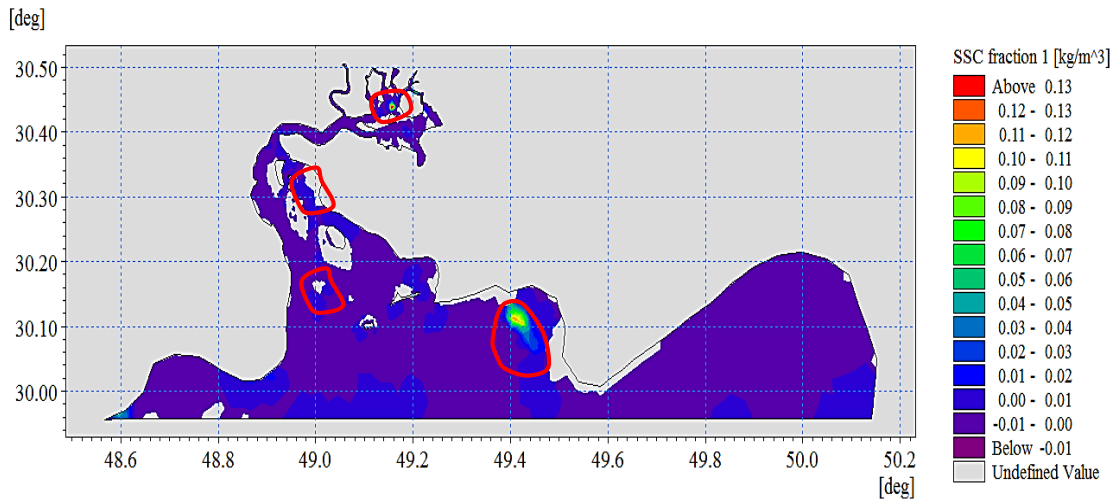 [deg]
30.50
30.40
30.30
30.20
30.10
30.00
48.6 48.8 49.0 49.2 49.4 49.6 49.8 50.0 50.2
[deg]
SSC fraction 1 [kg/m^3]
Above 0.13
0.12 - 0.13
0.11 - 0.12
0.10 - 0.11
0.09 - 0.10
0.08 - 0.09
0.07 - 0.08
0.06 - 0.07
0.05 - 0.06
0.04 - 0.05
0.03 - 0.04
0.02 - 0.03
0.01 - 0.02
0.00 - 0.01
-0.01 - 0.00
Below -0.01
Undefined Value